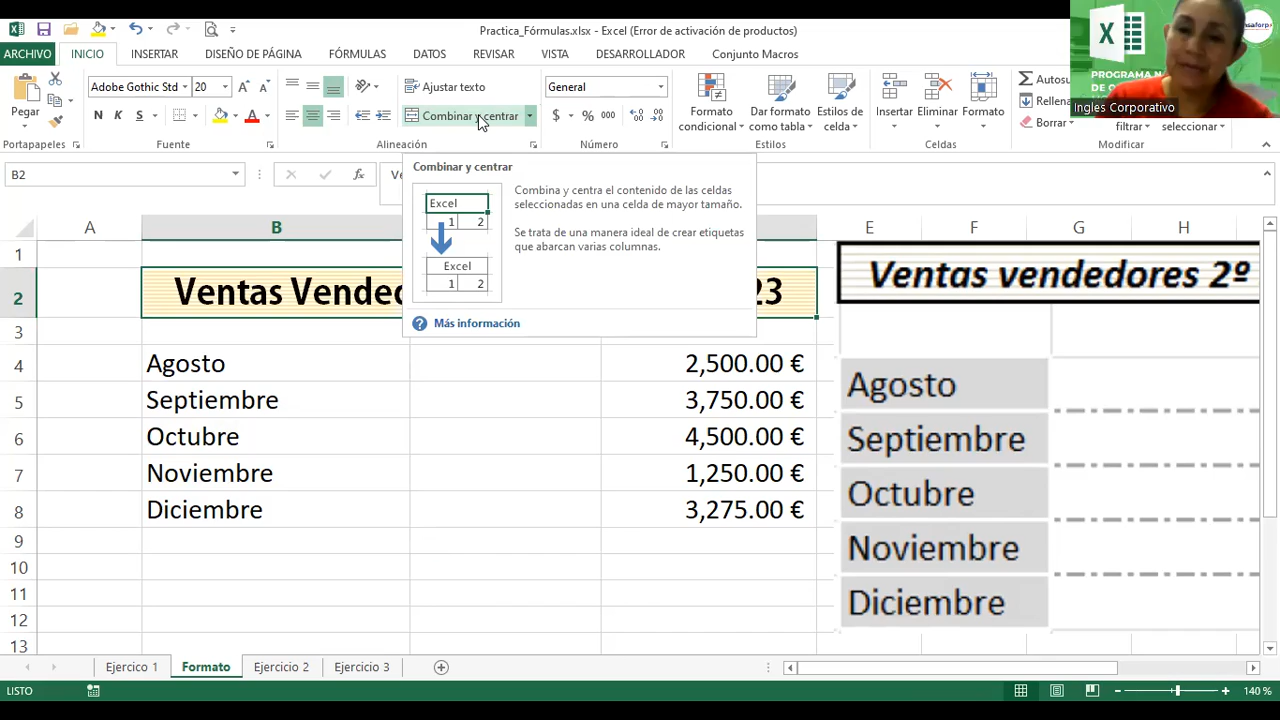 Practica_Fórmulas.xlsx - Excel (Error de activación de productos)
ARCHIVO INICIO INSERTAR DISEÑO DE PÁGINA FÓRMULAS DATOS REVISAR VISTA DESARROLLADOR Conjunto Macros
PROGRAMA N
Ingles Corporativo
Pegar
Adobe Gothic Std 20
N K S
Ajustar texto
Combinar y centrar
General
$ % 000
Formato condicional
Dar formato como tabla
Estilos de celda
Insertar Eliminar Formato
Autosu
Rellena
Borrar
filtrar
seleccionar
Portapapeles Fuente Alineación Número Estilos Celdas Modificar
B2
fx
Ve
Combinar y centrar
Excel
1 2
Excel
1 2
Combina y centra el contenido de las celdas
seleccionadas en una celda de mayor tamaño.
Se trata de una manera ideal de crear etiquetas
que abarcan varias columnas.
Más información
A B E F G H
1
2 Ventas Vended 23
3
4 Agosto 2,500.00 €
5 Septiembre 3,750.00 €
6 Octubre 4,500.00 €
7 Noviembre 1,250.00 €
8 Diciembre 3,275.00 €
9
10
11
12
13
Ventas vendedores 2º
Agosto
Septiembre
Octubre
Noviembre
Diciembre
Ejercico 1 Formato Ejercicio 2 Ejercicio 3
LISTO
140 %